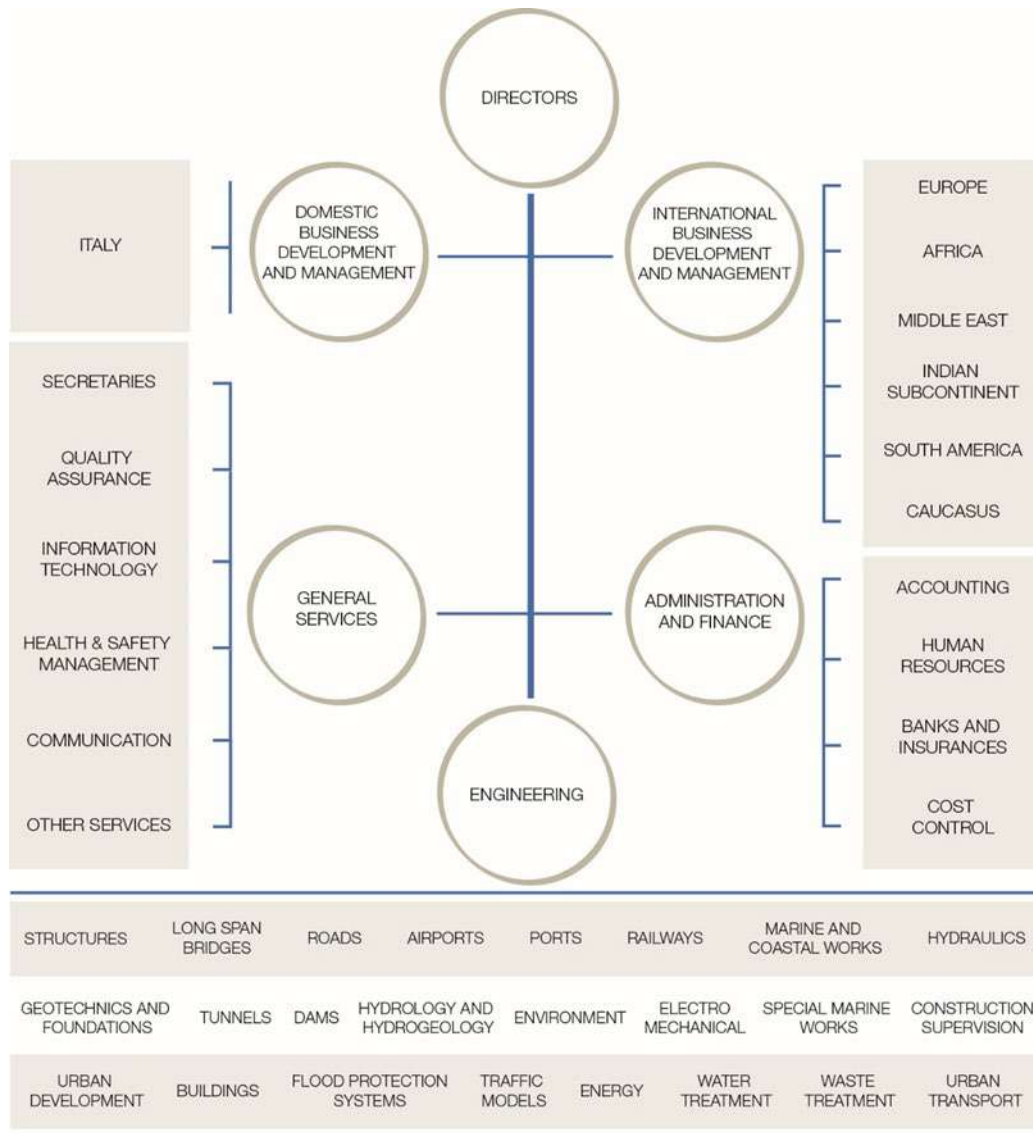 DIRECTORS
ITALY
DOMESTIC
BUSINESS
DEVELOPMENT
AND MANAGEMENT
INTERNATIONAL
BUSINESS
DEVELOPMENT
AND MANAGEMENT
EUROPE
AFRICA
MIDDLE EAST
INDIAN
SUBCONTINENT
SOUTH AMERICA
CAUCASUS
SECRETARIES
QUALITY
ASSURANCE
INFORMATION
TECHNOLOGY
HEALTH & SAFETY
MANAGEMENT
COMMUNICATION
OTHER SERVICES
GENERAL
SERVICES
ADMINISTRATION
AND FINANCE
ACCOUNTING
HUMAN
RESOURCES
BANKS AND
INSURANCES
COST
CONTROL
ENGINEERING
STRUCTURES
LONG SPAN
BRIDGES
ROADS
AIRPORTS
PORTS
RAILWAYS
MARINE AND
COASTAL WORKS
HYDRAULICS
GEOTECHNICS AND
FOUNDATIONS
TUNNELS
DAMS
HYDROLOGY AND
HYDROGEOLOGY
ENVIRONMENT
ELECTRO
MECHANICAL
SPECIAL MARINE
WORKS
CONSTRUCTION
SUPERVISION
URBAN
DEVELOPMENT
BUILDINGS
FLOOD PROTECTION
SYSTEMS
TRAFFIC
MODELS
ENERGY
WATER
TREATMENT
WASTE
TREATMENT
URBAN
TRANSPORT